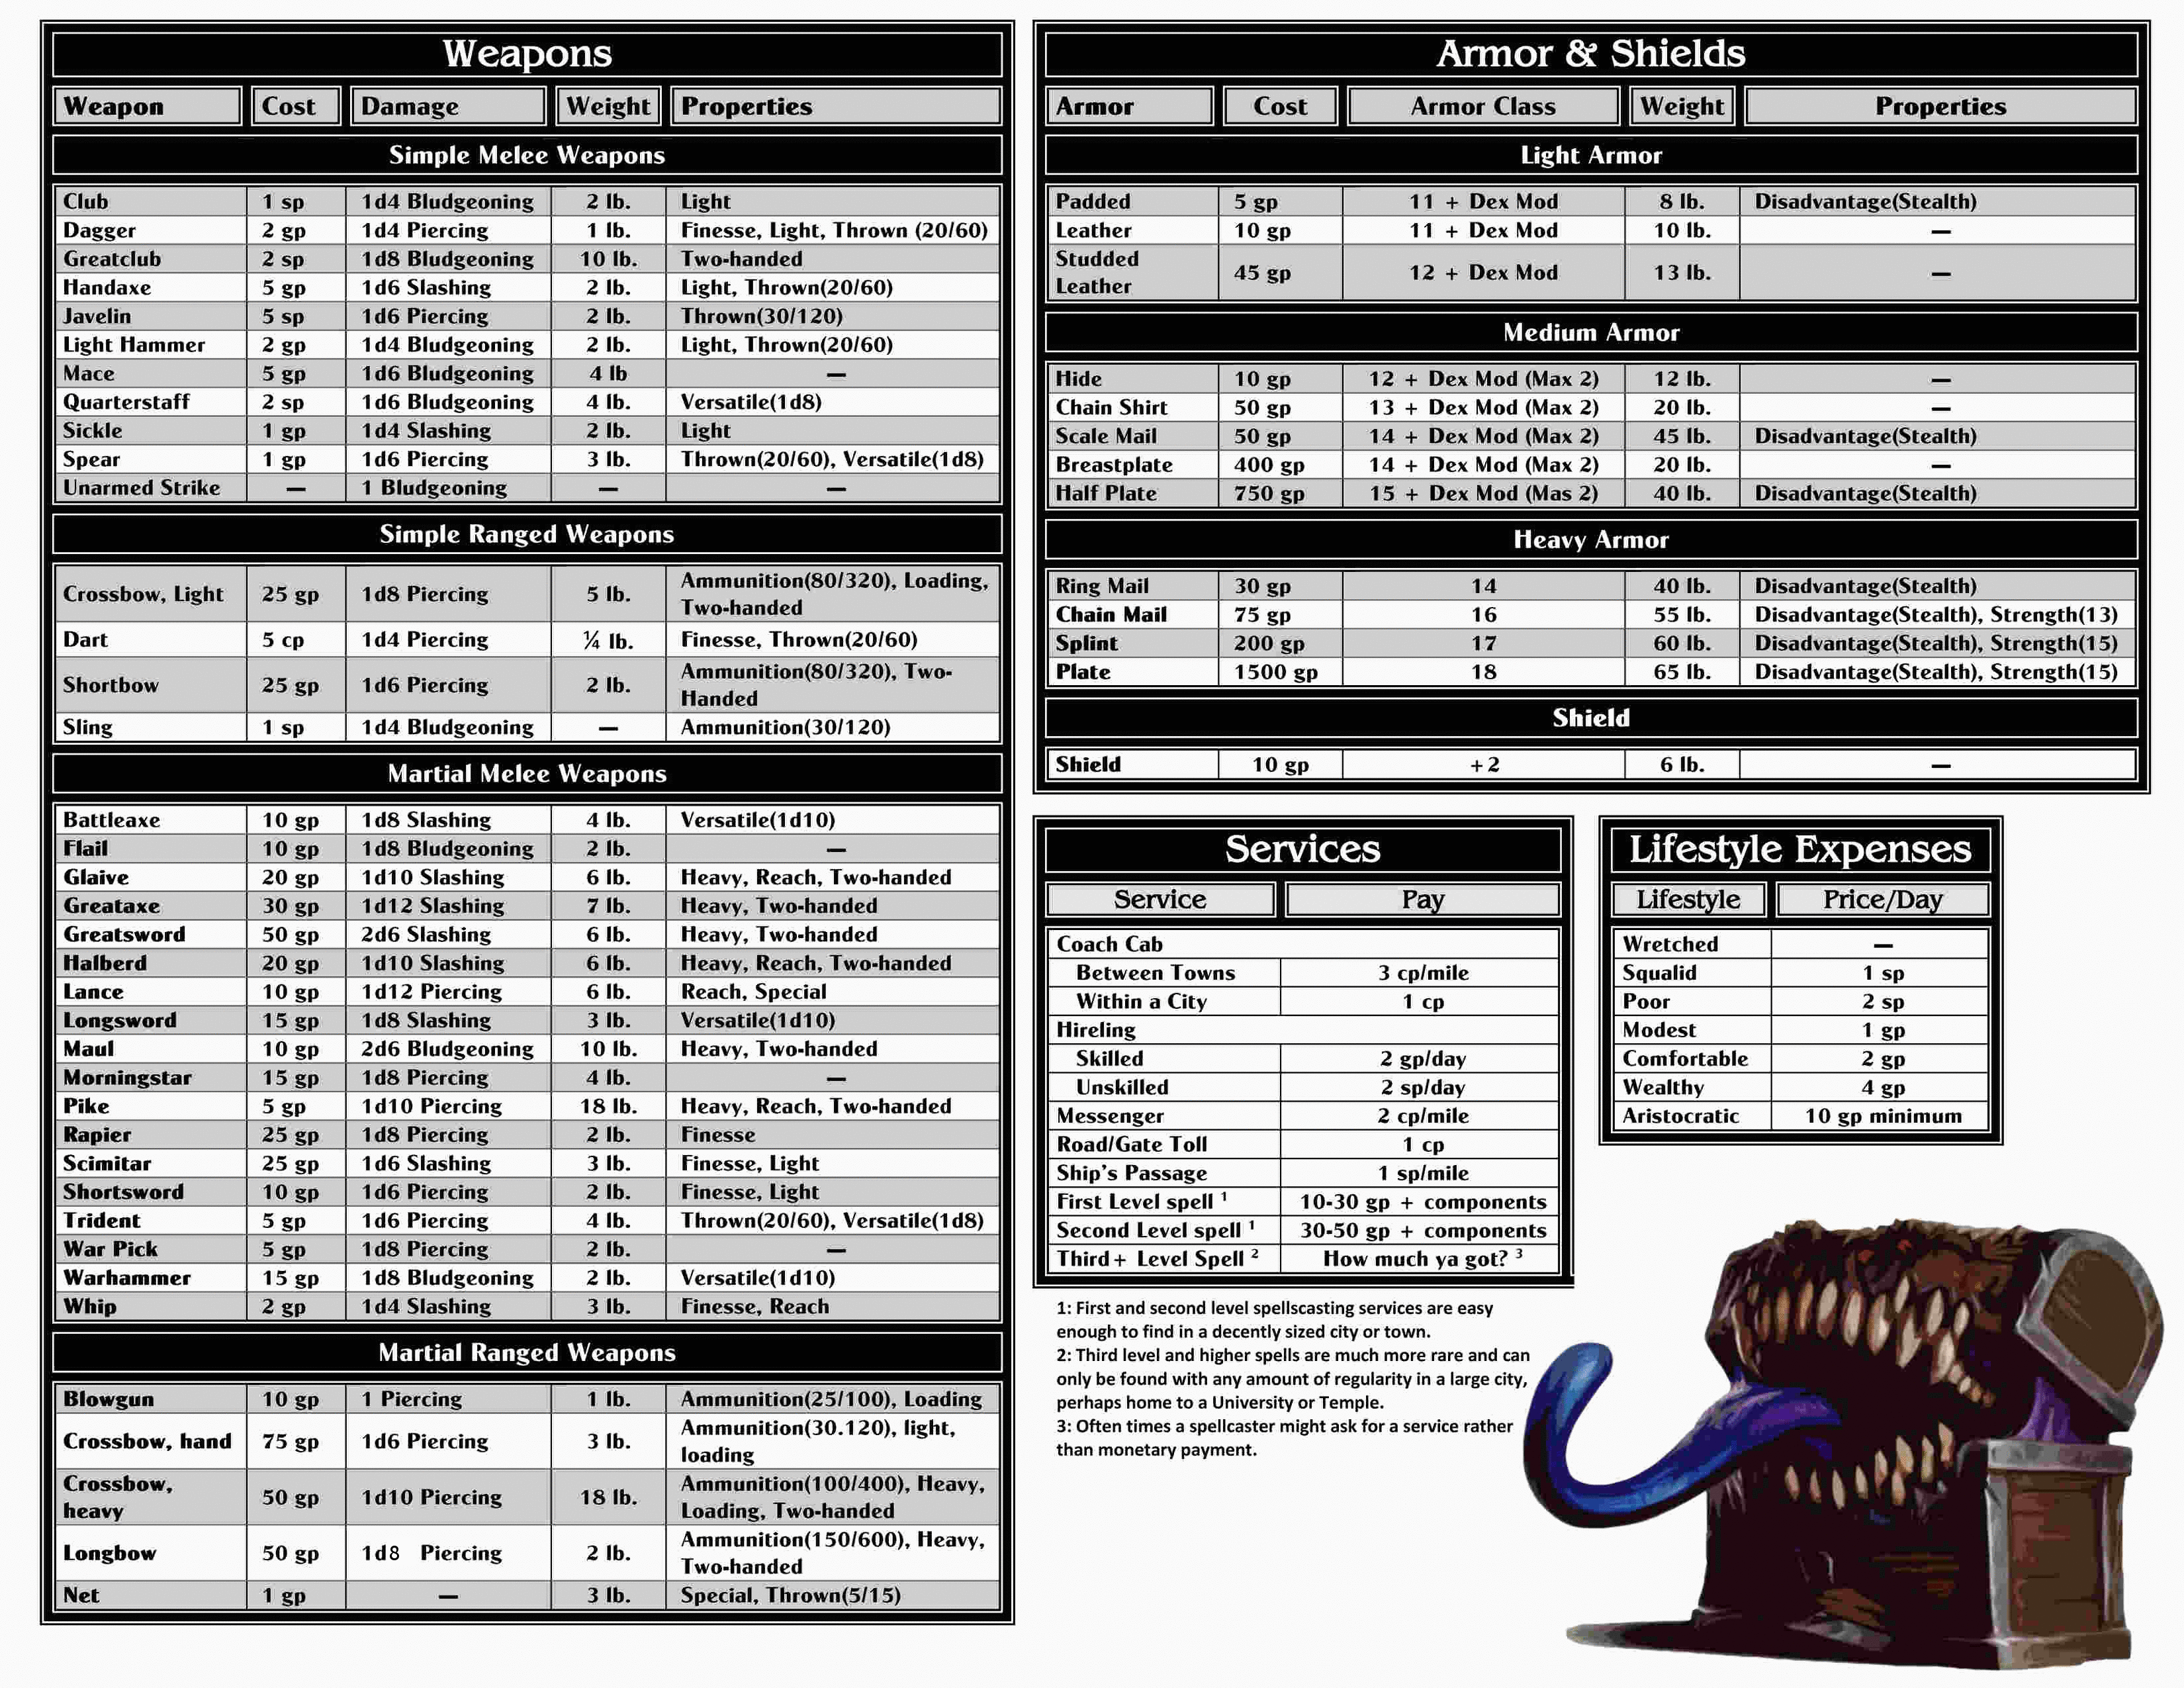 Weapons
Weapon Cost Damage Weight Properties
Simple Melee Weapons
Club 1 sp 1d4 Bludgeoning 2 lb. Light
Dagger 2 gp 1d4 Piercing 1 lb. Finesse, Light, Thrown (20/60)
Greatclub 2 sp 1d8 Bludgeoning 10 lb. Two-handed
Handaxe 5 gp 1d6 Slashing 2 lb. Light, Thrown(20/60)
Javelin 5 sp 1d6 Piercing 2 lb. Thrown(30/120)
Light Hammer 2 gp 1d4 Bludgeoning 2 lb. Light, Thrown(20/60)
Mace 5 gp 1d6 Bludgeoning 4 lb —
Quarterstaff 2 sp 1d6 Bludgeoning 4 lb. Versatile(1d8)
Sickle 1 gp 1d4 Slashing 2 lb. Light
Spear 1 gp 1d6 Piercing 3 lb. Thrown(20/60), Versatile(1d8)
Unarmed Strike — 1 Bludgeoning — —
Simple Ranged Weapons
Crossbow, Light 25 gp 1d8 Piercing 5 lb. Ammunition(80/320), Loading,
Two-handed
Dart 5 cp 1d4 Piercing ¼ lb. Finesse, Thrown(20/60)
Shortbow 25 gp 1d6 Piercing 2 lb. Ammunition(80/320), Two-
Handed
Sling 1 sp 1d4 Bludgeoning — Ammunition(30/120)
Martial Melee Weapons
Battleaxe 10 gp 1d8 Slashing 4 lb. Versatile(1d10)
Flail 10 gp 1d8 Bludgeoning 2 lb. —
Glaive 20 gp 1d10 Slashing 6 lb. Heavy, Reach, Two-handed
Greataxe 30 gp 1d12 Slashing 7 lb. Heavy, Two-handed
Greatsword 50 gp 2d6 Slashing 6 lb. Heavy, Two-handed
Halberd 20 gp 1d10 Slashing 6 lb. Heavy, Reach, Two-handed
Lance 10 gp 1d12 Piercing 6 lb. Reach, Special
Longsword 15 gp 1d8 Slashing 3 lb. Versatile(1d10)
Maul 10 gp 2d6 Bludgeoning 10 lb. Heavy, Two-handed
Morningstar 15 gp 1d8 Piercing 4 lb. —
Pike 5 gp 1d10 Piercing 18 lb. Heavy, Reach, Two-handed
Rapier 25 gp 1d8 Piercing 2 lb. Finesse
Scimitar 25 gp 1d6 Slashing 3 lb. Finesse, Light
Shortsword 10 gp 1d6 Piercing 2 lb. Finesse, Light
Trident 5 gp 1d6 Piercing 4 lb. Thrown(20/60), Versatile(1d8)
War Pick 5 gp 1d8 Piercing 2 lb. —
Warhammer 15 gp 1d8 Bludgeoning 2 lb. Versatile(1d10)
Whip 2 gp 1d4 Slashing 3 lb. Finesse, Reach
Martial Ranged Weapons
Blowgun 10 gp 1 Piercing 1 lb. Ammunition(25/100), Loading
Crossbow, hand 75 gp 1d6 Piercing 3 lb. Ammunition(30.120), light,
loading
Crossbow,
heavy 50 gp 1d10 Piercing 18 lb. Ammunition(100/400), Heavy,
Loading, Two-handed
Longbow 50 gp 1d8 Piercing 2 lb. Ammunition(150/600), Heavy,
Two-handed
Net 1 gp — 3 lb. Special, Thrown(5/15)
Armor & Shields
Armor Cost Armor Class Weight Properties
Light Armor
Padded 5 gp 11 + Dex Mod 8 lb. Disadvantage(Stealth)
Leather 10 gp 11 + Dex Mod 10 lb. —
Studded
Leather 45 gp 12 + Dex Mod 13 lb. —
Medium Armor
Hide 10 gp 12 + Dex Mod (Max 2) 12 lb. —
Chain Shirt 50 gp 13 + Dex Mod (Max 2) 20 lb. —
Scale Mail 50 gp 14 + Dex Mod (Max 2) 45 lb. Disadvantage(Stealth)
Breastplate 400 gp 14 + Dex Mod (Max 2) 20 lb. —
Half Plate 750 gp 15 + Dex Mod (Mas 2) 40 lb. Disadvantage(Stealth)
Heavy Armor
Ring Mail 30 gp 14 40 lb. Disadvantage(Stealth)
Chain Mail 75 gp 16 55 lb. Disadvantage(Stealth), Strength(13)
Splint 200 gp 17 60 lb. Disadvantage(Stealth), Strength(15)
Plate 1500 gp 18 65 lb. Disadvantage(Stealth), Strength(15)
Shield
Shield 10 gp +2 6 lb. —
Services
Service Pay
Coach Cab
Between Towns 3 cp/mile
Within a City 1 cp
Hireling
Skilled 2 gp/day
Unskilled 2 sp/day
Messenger 2 cp/mile
Road/Gate Toll 1 cp
Ship's Passage 1 sp/mile
First Level spell ¹ 10-30 gp + components
Second Level spell ¹ 30-50 gp + components
Third+ Level Spell ² How much ya got? ³
1: First and second level spellscasting services are easy
enough to find in a decently sized city or town.
2: Third level and higher spells are much more rare and can
only be found with any amount of regularity in a large city,
perhaps home to a University or Temple.
3: Often times a spellcaster might ask for a service rather
than monetary payment.
Lifestyle Expenses
Lifestyle Price/Day
Wretched —
Squalid 1 sp
Poor 2 sp
Modest 1 gp
Comfortable 2 gp
Wealthy 4 gp
Aristocratic 10 gp minimum